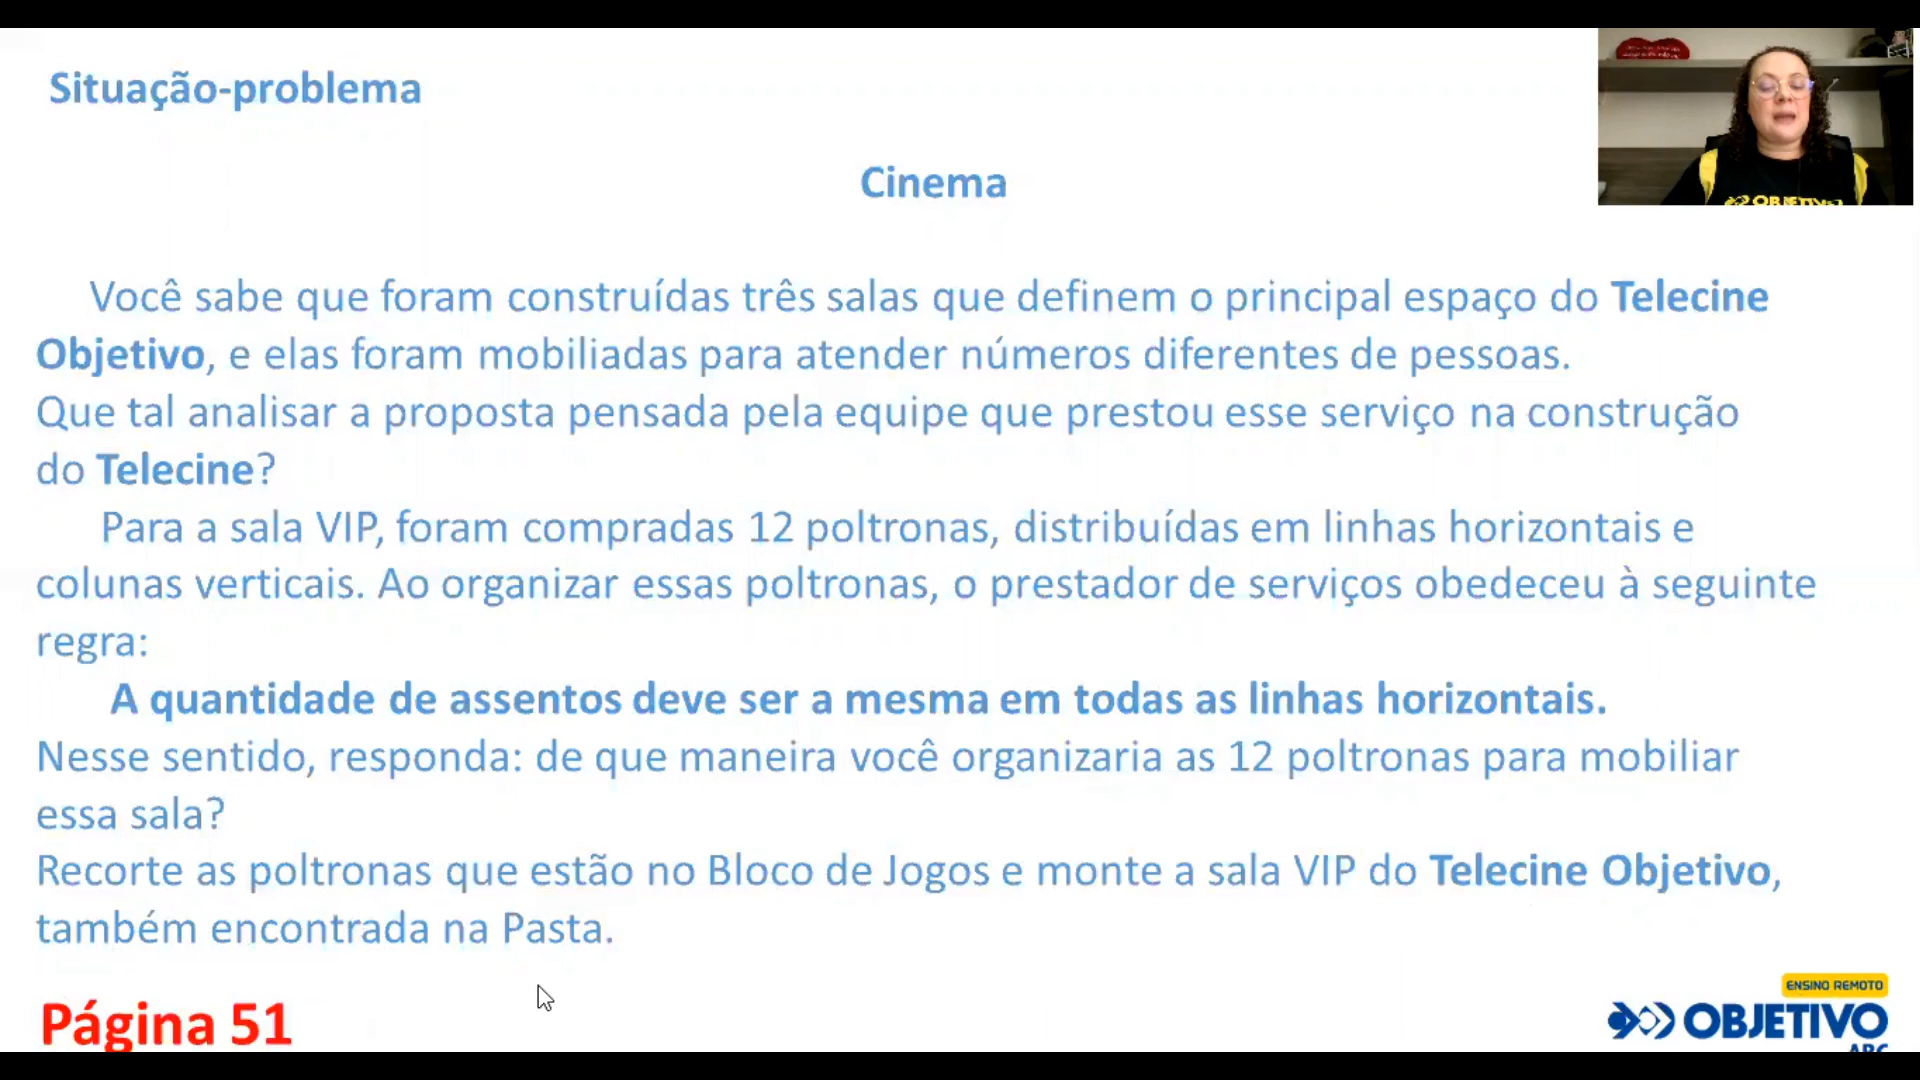 Situação-problema
Cinema
Você sabe que foram construídas três salas que definem o principal espaço do Telecine
Objetivo, e elas foram mobiliadas para atender números diferentes de pessoas.
Que tal analisar a proposta pensada pela equipe que prestou esse serviço na construção
do Telecine?
Para a sala VIP, foram compradas 12 poltronas, distribuídas em linhas horizontais e
colunas verticais. Ao organizar essas poltronas, o prestador de serviços obedeceu à seguinte
regra:
A quantidade de assentos deve ser a mesma em todas as linhas horizontais.
Nesse sentido, responda: de que maneira você organizaria as 12 poltronas para mobiliar
essa sala?
Recorte as poltronas que estão no Bloco de Jogos e monte a sala VIP do Telecine Objetivo,
também encontrada na Pasta.
Página 51
ENSINO REMOTO
OBJETIVO
ABC
OBJETIVO